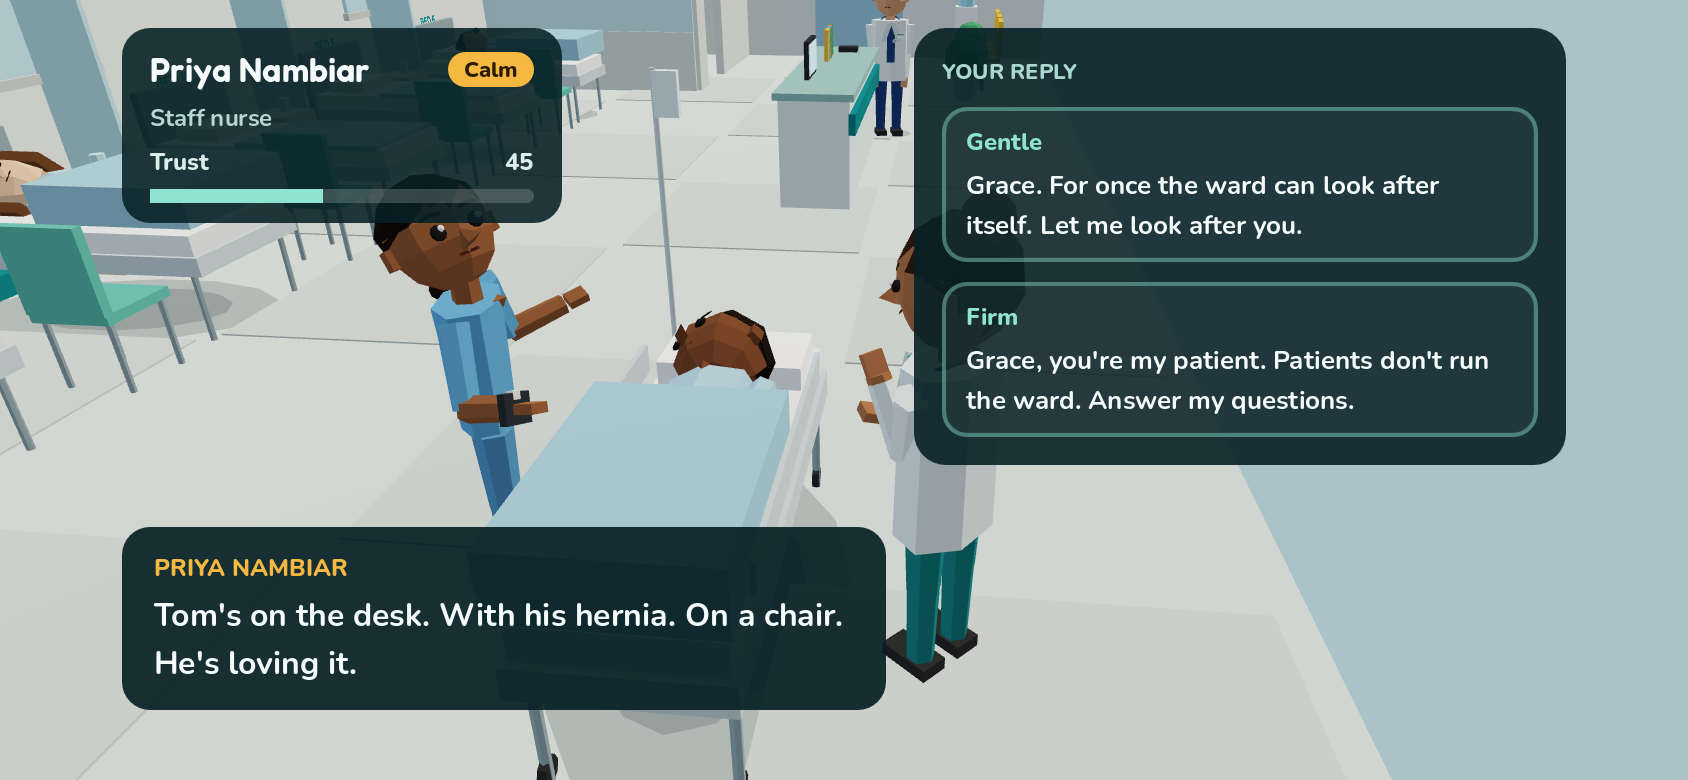 Priya Nambiar
Calm
Staff nurse
Trust
45
YOUR REPLY
Gentle
Grace. For once the ward can look after
itself. Let me look after you.
Firm
Grace, you're my patient. Patients don't run
the ward. Answer my questions.
PRIYA NAMBIAR
Tom's on the desk. With his hernia. On a chair.
He's loving it.